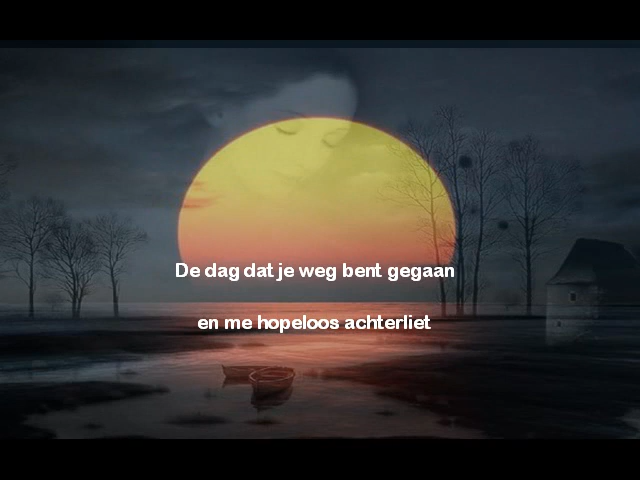 De dag dat je weg bent gegaan
en me hopeloos achterliet